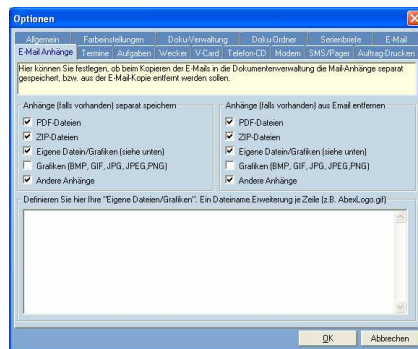 Optionen
Allgemein Farbeinstellungen Doku-Verwaltung Doku-Ordner Serienbriefe E-Mail
E-Mail Anhänge Termine Aufgaben Wecker V-Card Telefon-CD Modem SMS/Pager Auftrag-Drucken
Hier können Sie festlegen, ob beim Kopieren der E-Mails in die Dokumentenverwaltung die Mail-Anhänge separat
gespeichert, bzw. aus der E-Mail-Kopie entfernt werden sollen.
Anhänge (falls vorhanden) separat speichern
PDF-Dateien
ZIP-Dateien
Eigene Datein/Grafiken (siehe unten)
Grafiken (BMP, GIF, JPG, JPEG,PNG)
Andere Anhänge
Anhänge (falls vorhanden) aus Email entfernen
PDF-Dateien
ZIP-Dateien
Eigene Datein/Grafiken (siehe unten)
Grafiken (BMP, GIF, JPG, JPEG,PNG)
Andere Anhänge
Definieren Sie hier Ihre "Eigene Dateien/Grafiken". Ein Dateiname.Erweiterung je Zeile (z.B. AbexLogo.gif)
OK Abbrechen